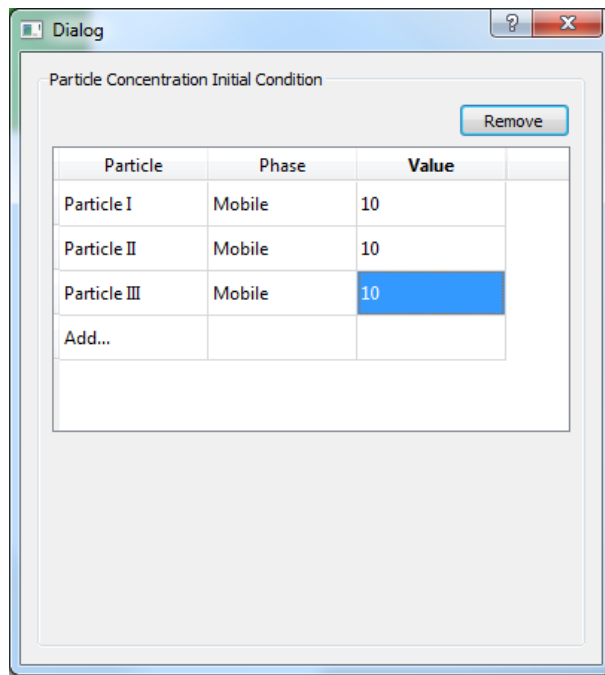 Dialog ?
Particle Concentration Initial Condition
Remove
Particle Phase Value
Particle I Mobile 10
Particle II Mobile 10
Particle III Mobile 10
Add...